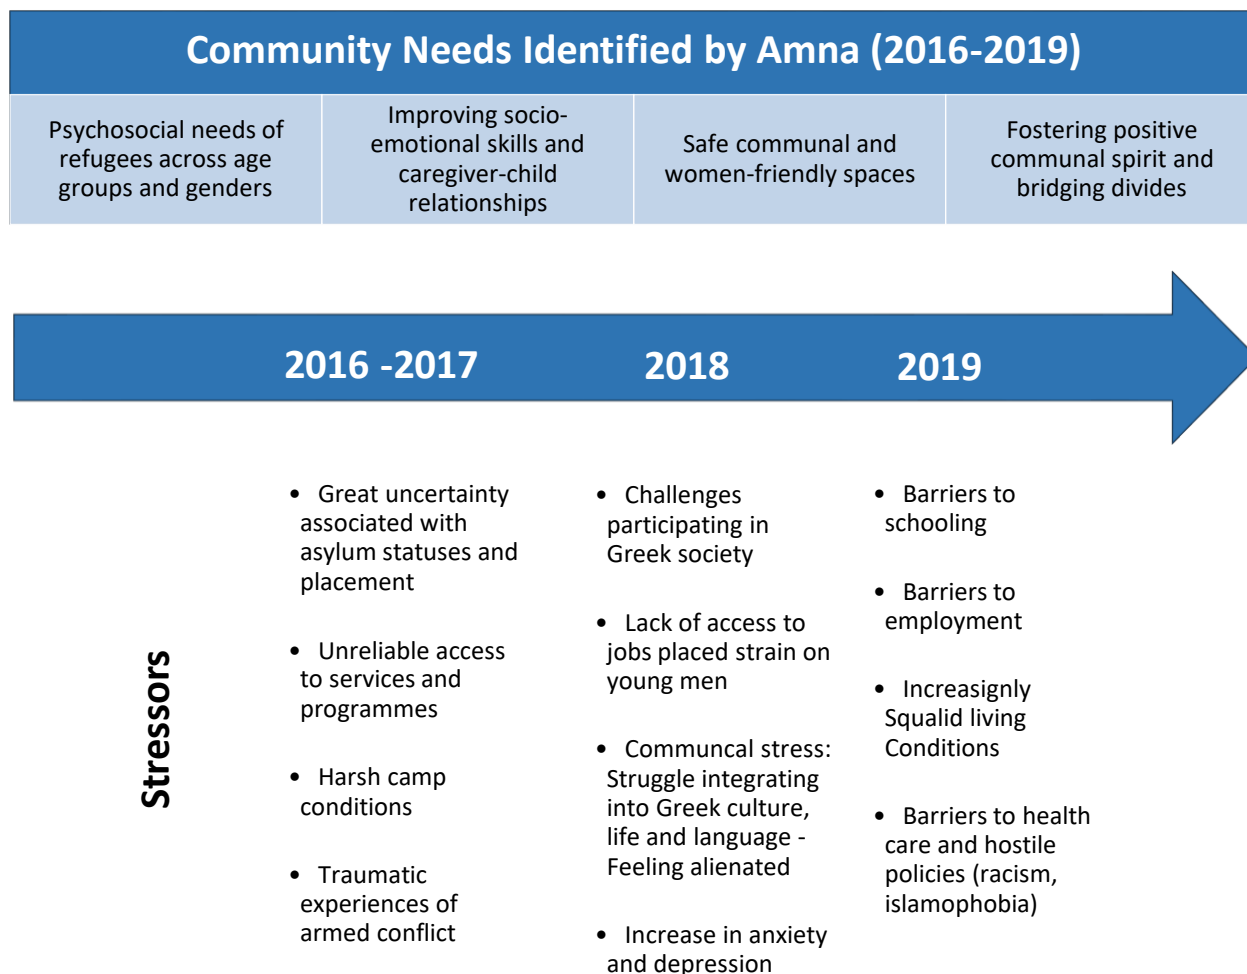 Community Needs Identified by Amna (2016-2019)
Psychosocial needs of
refugees across age
groups and genders
Improving socio-
emotional skills and
caregiver-child
relationships
Safe communal and
women-friendly spaces
Fostering positive
communal spirit and
bridging divides
2016 -2017
2018
2019
Stressors
• Great uncertainty
associated with
asylum statuses and
placement
• Unreliable access
to services and
programmes
• Harsh camp
conditions
• Traumatic
experiences of
armed conflict
• Challenges
participating in
Greek society
• Lack of access to
jobs placed strain on
young men
• Communcal stress:
Struggle integrating
into Greek culture,
life and language -
Feeling alienated
• Increase in anxiety
and depression
• Barriers to
schooling
• Barriers to
employment
• Increasignly
Squalid living
Conditions
• Barriers to health
care and hostile
policies (racism,
islamophobia)